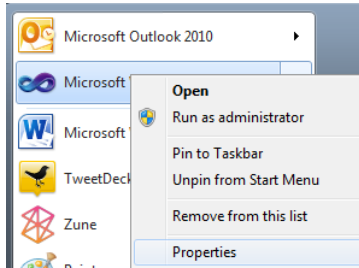 Microsoft Outlook 2010
Microsoft
Open
Run as administrator
Microsoft
Pin to Taskbar
TweetDeck
Unpin from Start Menu
Zune
Remove from this list
Properties